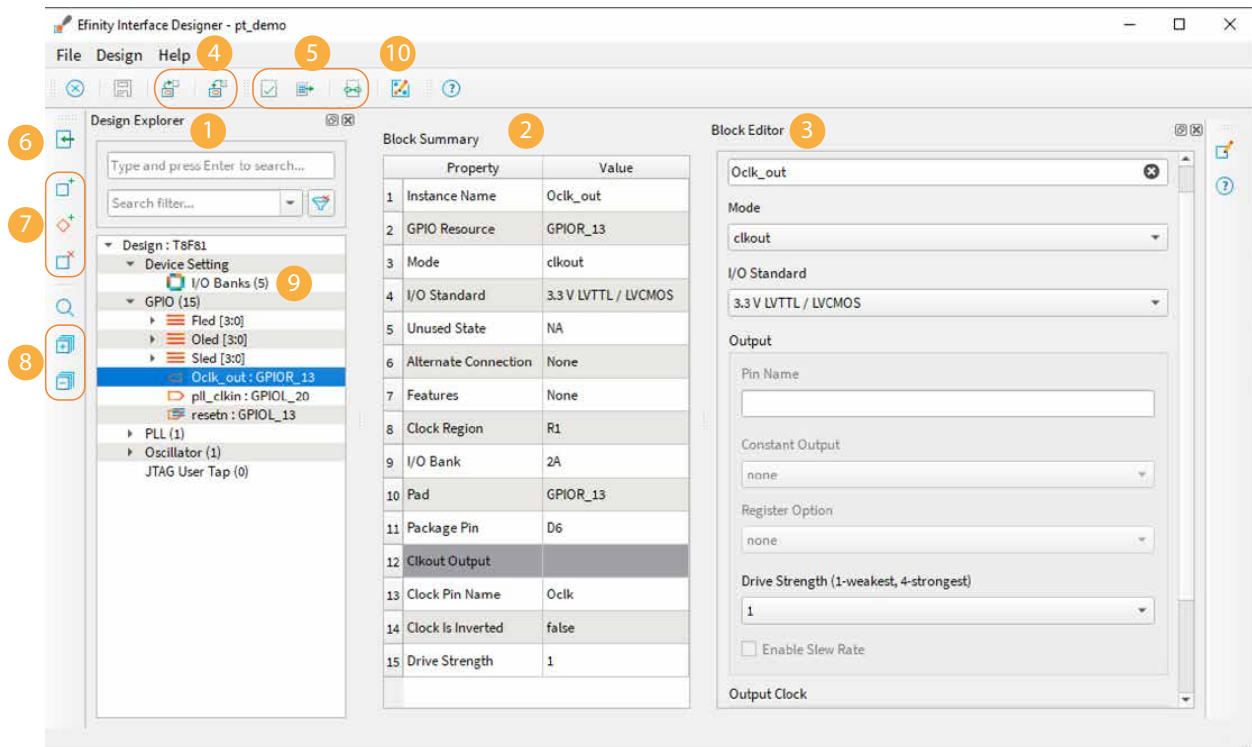 Efinity Interface Designer - pt_demo
File Design Help
4
5
10
6
7
8
Design Explorer
1
Type and press Enter to search...
Search filter...
Design : T8F81
Device Setting
I/O Banks (5)
9
GPIO (15)
Fled [3:0]
Oled [3:0]
Sled [3:0]
Oclk_out : GPIOR_13
pll_clkin : GPIOL_20
resetn : GPIOL_13
PLL (1)
Oscillator (1)
JTAG User Tap (0)
Block Summary
2
Property Value
1 Instance Name Oclk_out
2 GPIO Resource GPIOR_13
3 Mode clkout
4 I/O Standard 3.3 V LVTTL / LVCMOS
5 Unused State NA
6 Alternate Connection None
7 Features None
8 Clock Region R1
9 I/O Bank 2A
10 Pad GPIOR_13
11 Package Pin D6
12 Clkout Output
13 Clock Pin Name Oclk
14 Clock Is Inverted false
15 Drive Strength 1
Block Editor
3
Oclk_out
Mode
clkout
I/O Standard
3.3 V LVTTL / LVCMOS
Output
Pin Name
Constant Output
none
Register Option
none
Drive Strength (1-weakest, 4-strongest)
1
Enable Slew Rate
Output Clock